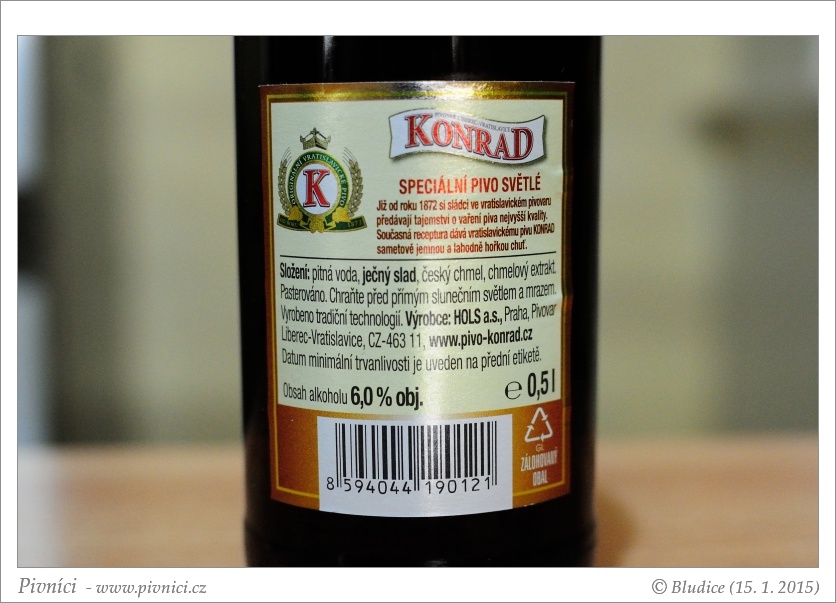 PIVOVAR LIBEREC-VRATISLAVICE
KONRAD
ORIGINÁLNÍ VRATISLAVICKÉ PIVO
K
SPECIÁLNÍ PIVO SVĚTLÉ
Již od roku 1872 si sládci ve vratislavickém pivovaru
předávají tajemství o vaření piva nejvyšší kvality.
Současná receptura dává vratislavickému pivu KONRAD
sametově jemnou a lahodně hořkou chuť.
Složení: pitná voda, ječný slad, český chmel, chmelový extrakt.
Pasterováno. Chraňte před přímým slunečním světlem a mrazem.
Vyrobeno tradiční technologií. Výrobce: HOLS a.s., Praha, Pivovar
Liberec-Vratislavice, CZ-463 11, www.pivo-konrad.cz
Datum minimální trvanlivosti je uveden na přední etiketě.
Obsah alkoholu 6,0 % obj.
℮ 0,5 l
GL
ZÁLOHOVANÝ
OBAL
8 594044 190121
Pivníci - www.pivnici.cz
© Bludice (15. 1. 2015)